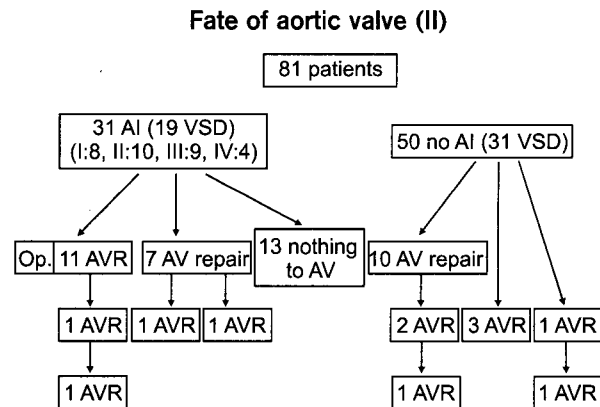 Fate of aortic valve (II)
81 patients
31 AI (19 VSD)
(I:8, II:10, III:9, IV:4)
50 no AI (31 VSD)
Op. 11 AVR
7 AV repair
13 nothing
to AV
10 AV repair
1 AVR
1 AVR
1 AVR
2 AVR
3 AVR
1 AVR
1 AVR
1 AVR
1 AVR